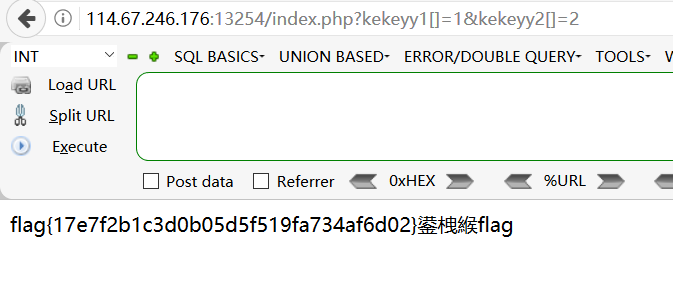 114.67.246.176:13254/index.php?kekeyy1[]=1&kekeyy2[]=2
INT SQL BASICS UNION BASED ERROR/DOUBLE QUERY TOOLS W
Load URL
Split URL
Execute
Post data Referrer 0xHEX %URL
flag{17e7f2b1c3d0b05d5f519fa734af6d02}鍙栧緱flag